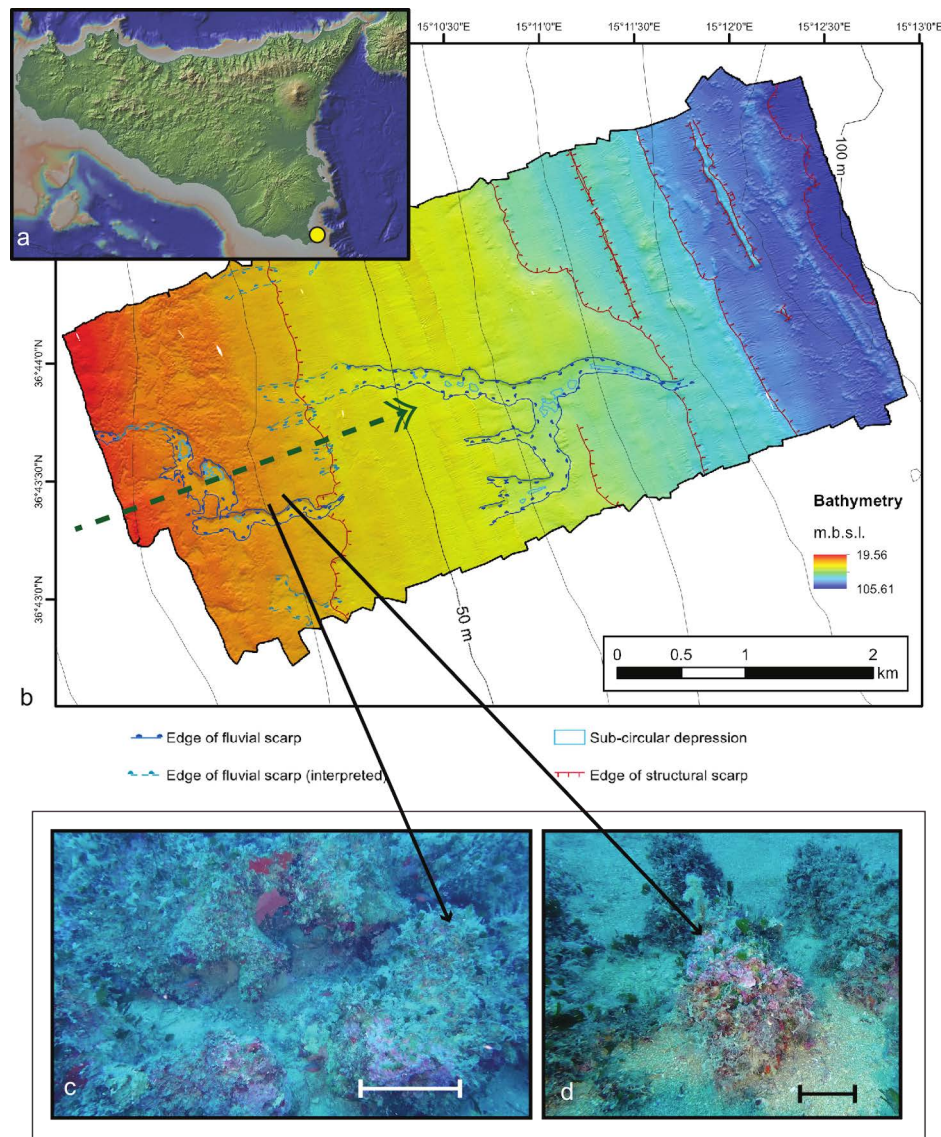 15°10'30"E 15°11'0"E 15°11'30"E 15°12'0"E 15°12'30"E 15°13'0"E
a
100 m
36°44'0"N
36°43'30"N
36°43'0"N
50 m
Bathymetry
m.b.s.l.
19.56
105.61
0 0.5 1 2
km
b
Edge of fluvial scarp
Sub-circular depression
Edge of fluvial scarp (interpreted)
Edge of structural scarp
c
d